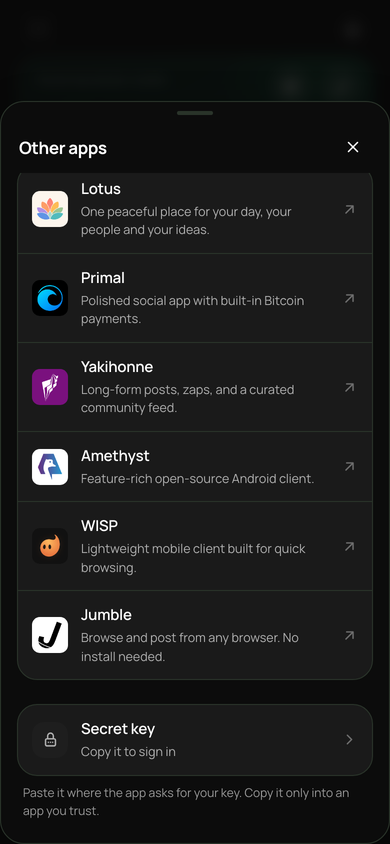 Other apps
Lotus
One peaceful place for your day, your
people and your ideas.
Primal
Polished social app with built-in Bitcoin
payments.
Yakihonne
Long-form posts, zaps, and a curated
community feed.
Amethyst
Feature-rich open-source Android client.
WISP
Lightweight mobile client built for quick
browsing.
Jumble
Browse and post from any browser. No
install needed.
Secret key
Copy it to sign in
Paste it where the app asks for your key. Copy it only into an
app you trust.